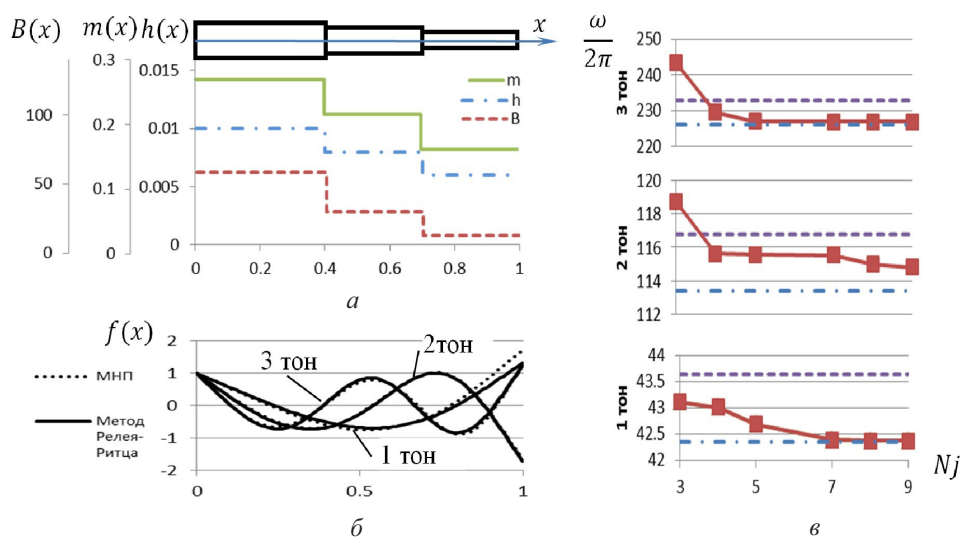 B(x) m(x) h(x) x
0.3
0.2
0.1
0
100
50
0
0.015
0.01
0.005
0
m
h
B
0 0.2 0.4 0.6 0.8 1
а
f(x)
2
1
0
-1
-2
3 тон
2тон
1 тон
МНП
Метод
Релея-
Ритца
0 0.5 1
б
ω
2π
3 тон
250
240
230
220
210
2 тон
120
116
114
112
1 тон
44
43.5
43
42.5
42
3 5 7 9
Nj
в